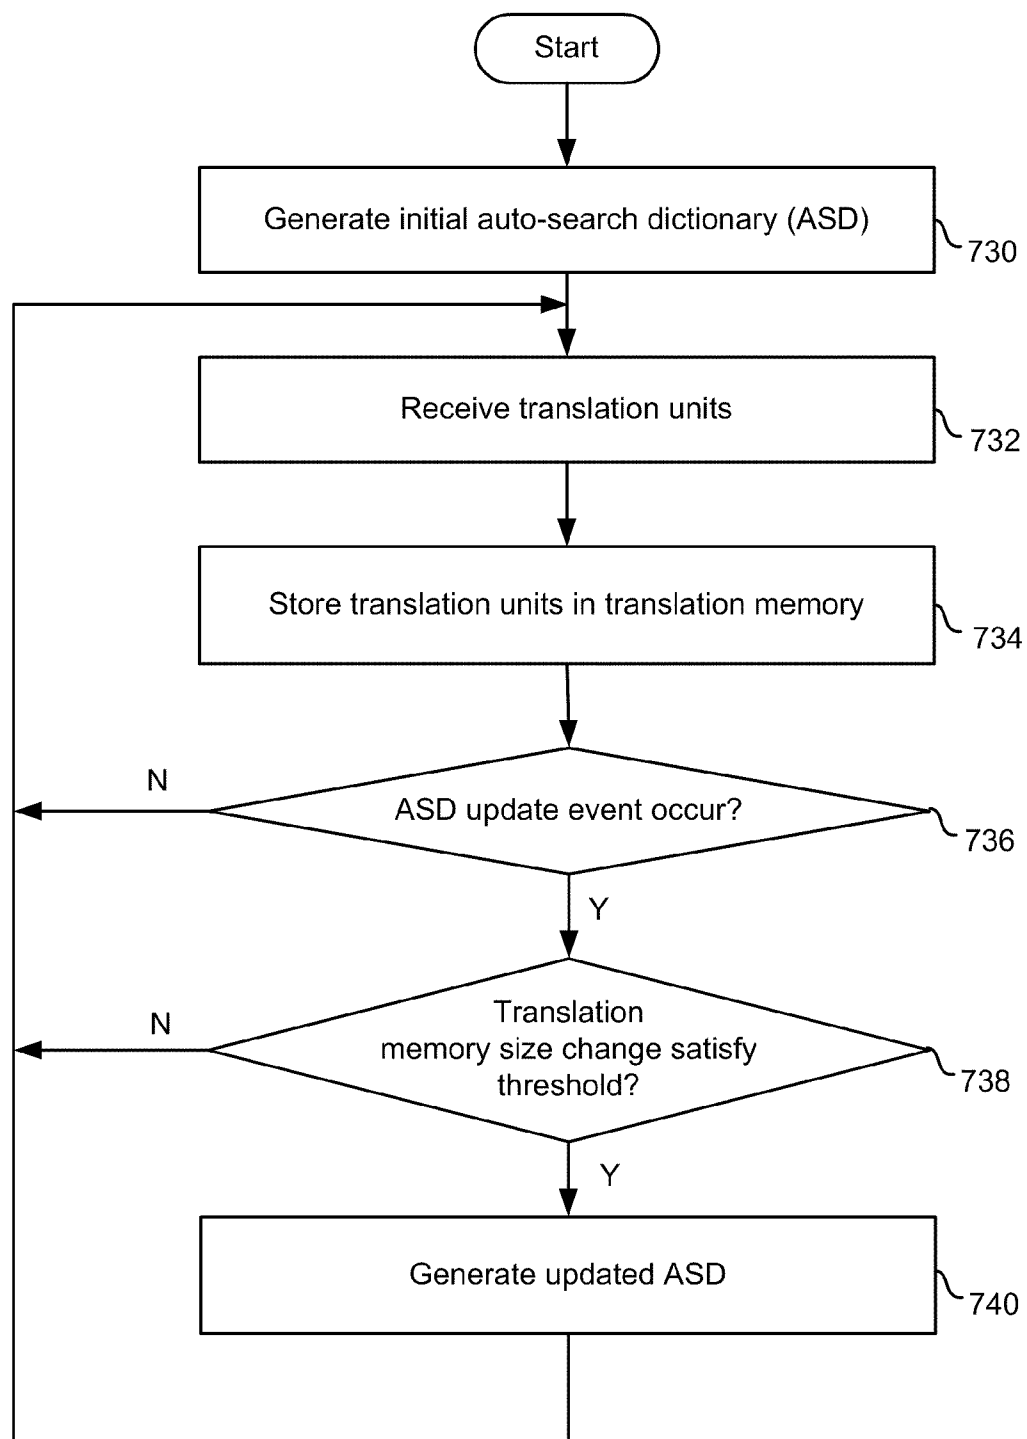 Start
Generate initial auto-search dictionary (ASD)
730
Receive translation units
732
Store translation units in translation memory
734
N
ASD update event occur?
736
Y
N
Translation
memory size change satisfy
threshold?
738
Y
Generate updated ASD
740